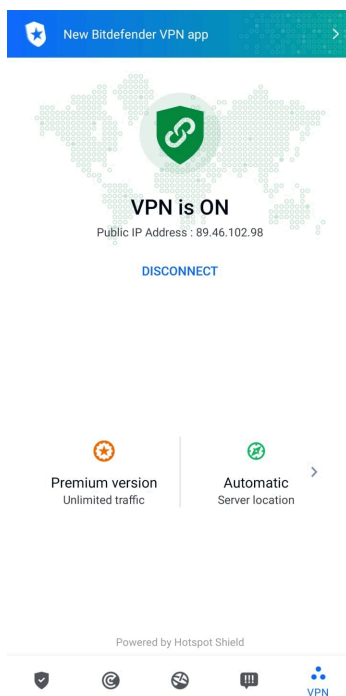 New Bitdefender VPN app
VPN is ON
Public IP Address : 89.46.102.98
DISCONNECT
Premium version
Unlimited traffic
Automatic
Server location
Powered by Hotspot Shield
VPN